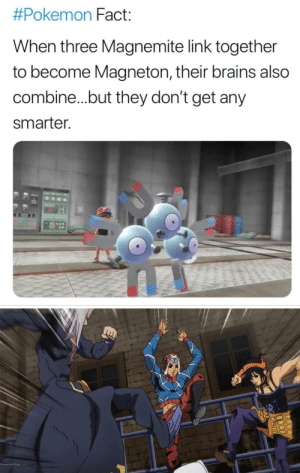 #Pokemon Fact:
When three Magnemite link together
to become Magneton, their brains also
combine...but they don't get any
smarter.